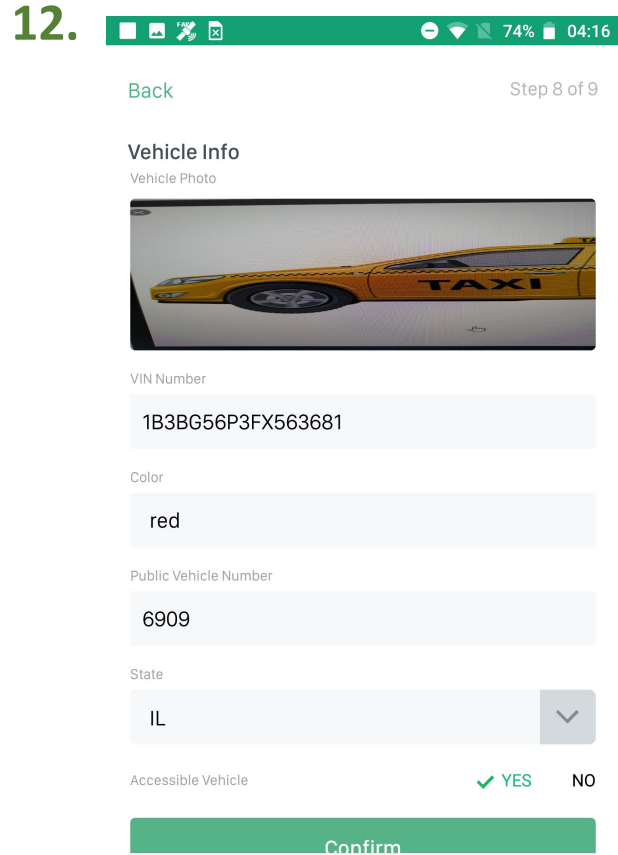 12.
74% 04:16
Back Step 8 of 9
Vehicle Info
Vehicle Photo
TAXI
VIN Number
1B3BG56P3FX563681
Color
red
Public Vehicle Number
6909
State
IL
Accessible Vehicle YES NO
Confirm